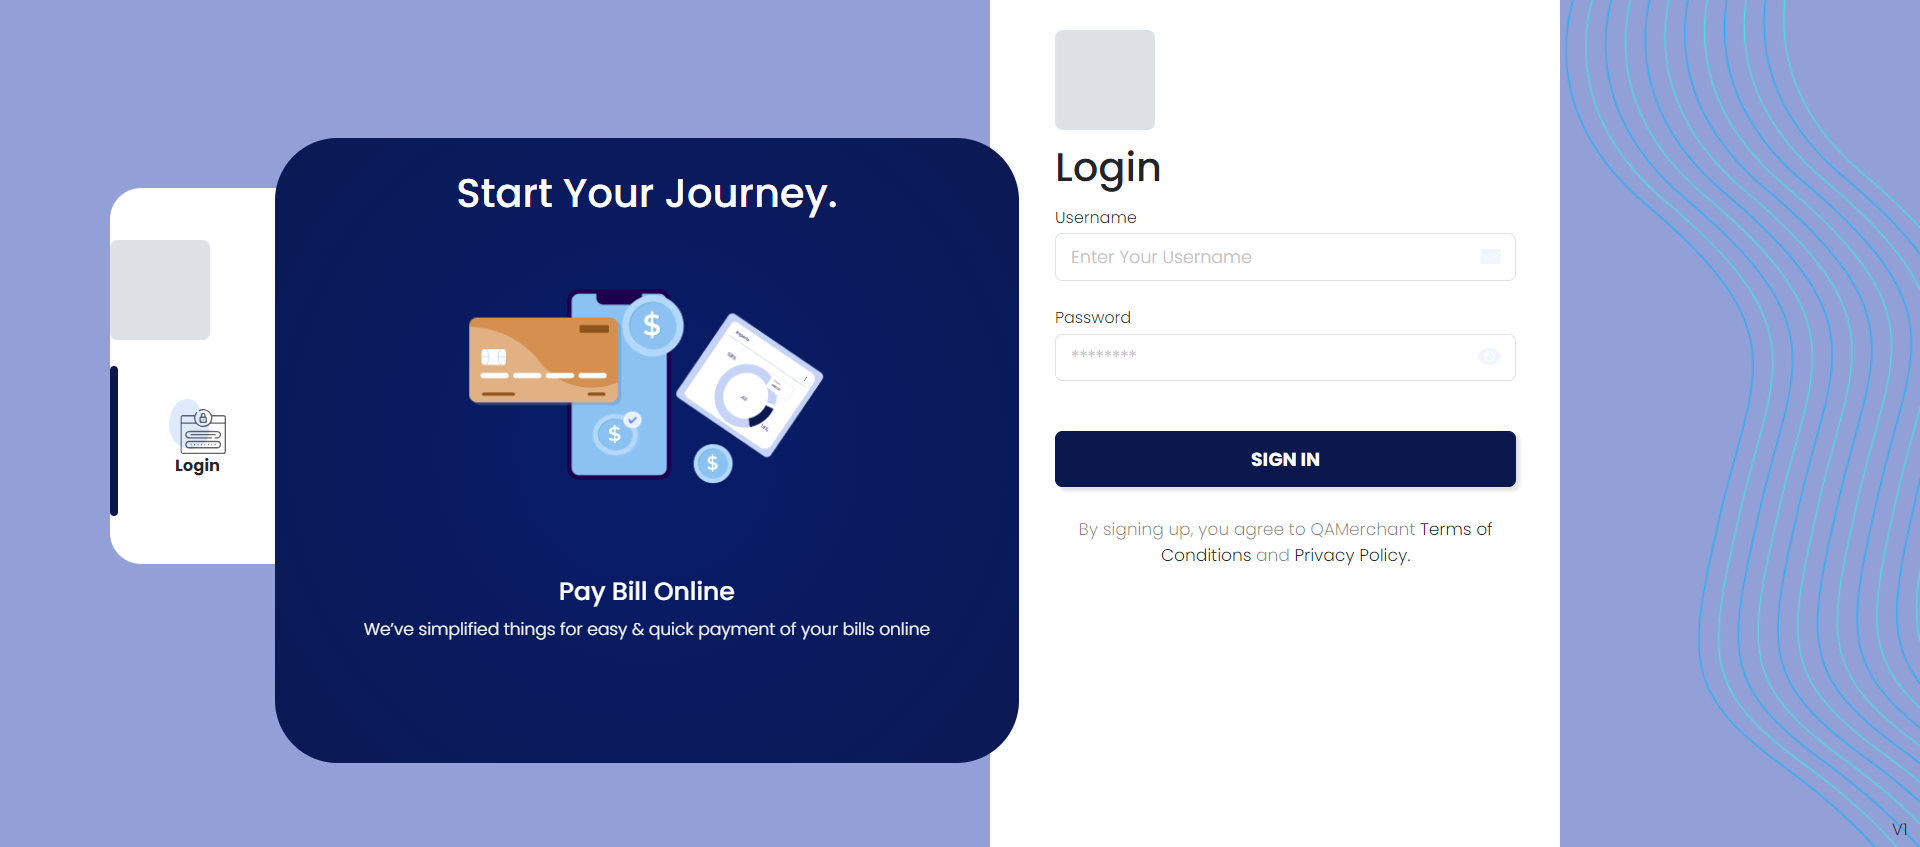 Login
Start Your Journey.
$
$
$
Pay Bill Online
We’ve simplified things for easy & quick payment of your bills online
Login
Username
Enter Your Username
Password
********
SIGN IN
By signing up, you agree to QAMerchant Terms of
Conditions and Privacy Policy.
V1